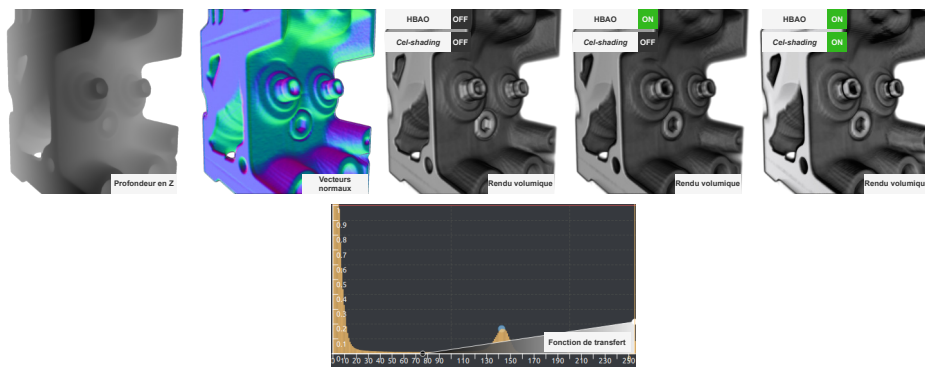 HBAO OFF
Cel-shading OFF
HBAO ON
Cel-shading OFF
HBAO ON
Cel-shading ON
Profondeur en Z
Vecteurs
normaux
Rendu volumique
Rendu volumique
Rendu volumique
0.9
0.8
0.7
0.6
0.5
0.4
0.3
0.2
0.1
Fonction de transfert
0
0 10 20 30 40 50 60 70 80 90 110 130 150 170 190 210 230 250